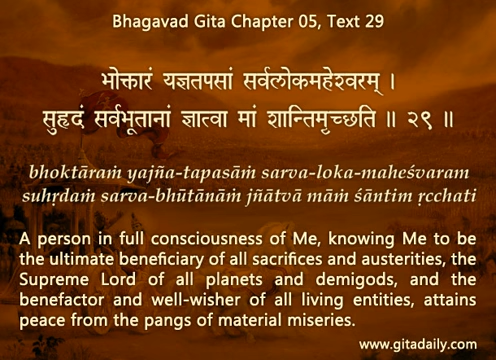 Bhagavad Gita Chapter 05, Text 29
भोक्तारं यज्ञतपसां सर्वलोकमहेश्वरम् ।
सुहृदं सर्वभूतानां ज्ञात्वा मां शान्तिमृच्छति ॥ २९ ॥
bhoktāraṁ yajña-tapasāṁ sarva-loka-maheśvaram
suhṛdaṁ sarva-bhūtānāṁ jñātvā māṁ śāntim ṛcchati
A person in full consciousness of Me, knowing Me to be
the ultimate beneficiary of all sacrifices and austerities, the
Supreme Lord of all planets and demigods, and the
benefactor and well-wisher of all living entities, attains
peace from the pangs of material miseries.
www.gitadaily.com